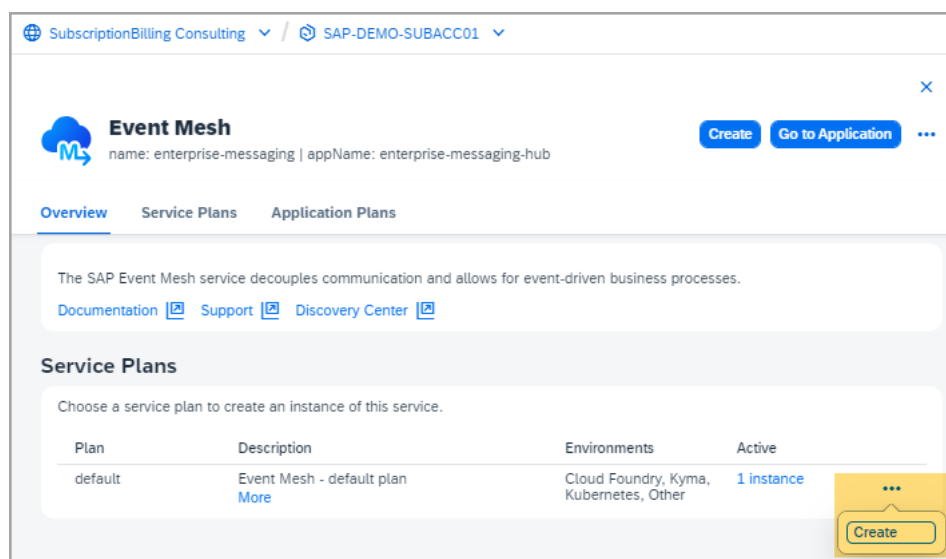 SubscriptionBilling Consulting / SAP-DEMO-SUBACC01
Event Mesh
name: enterprise-messaging | appName: enterprise-messaging-hub
Create
Go to Application
Overview Service Plans Application Plans
The SAP Event Mesh service decouples communication and allows for event-driven business processes.
Documentation Support Discovery Center
Service Plans
Choose a service plan to create an instance of this service.
Plan Description Environments Active
default Event Mesh - default plan Cloud Foundry, Kyma, 1 instance
More Kubernetes, Other
Create